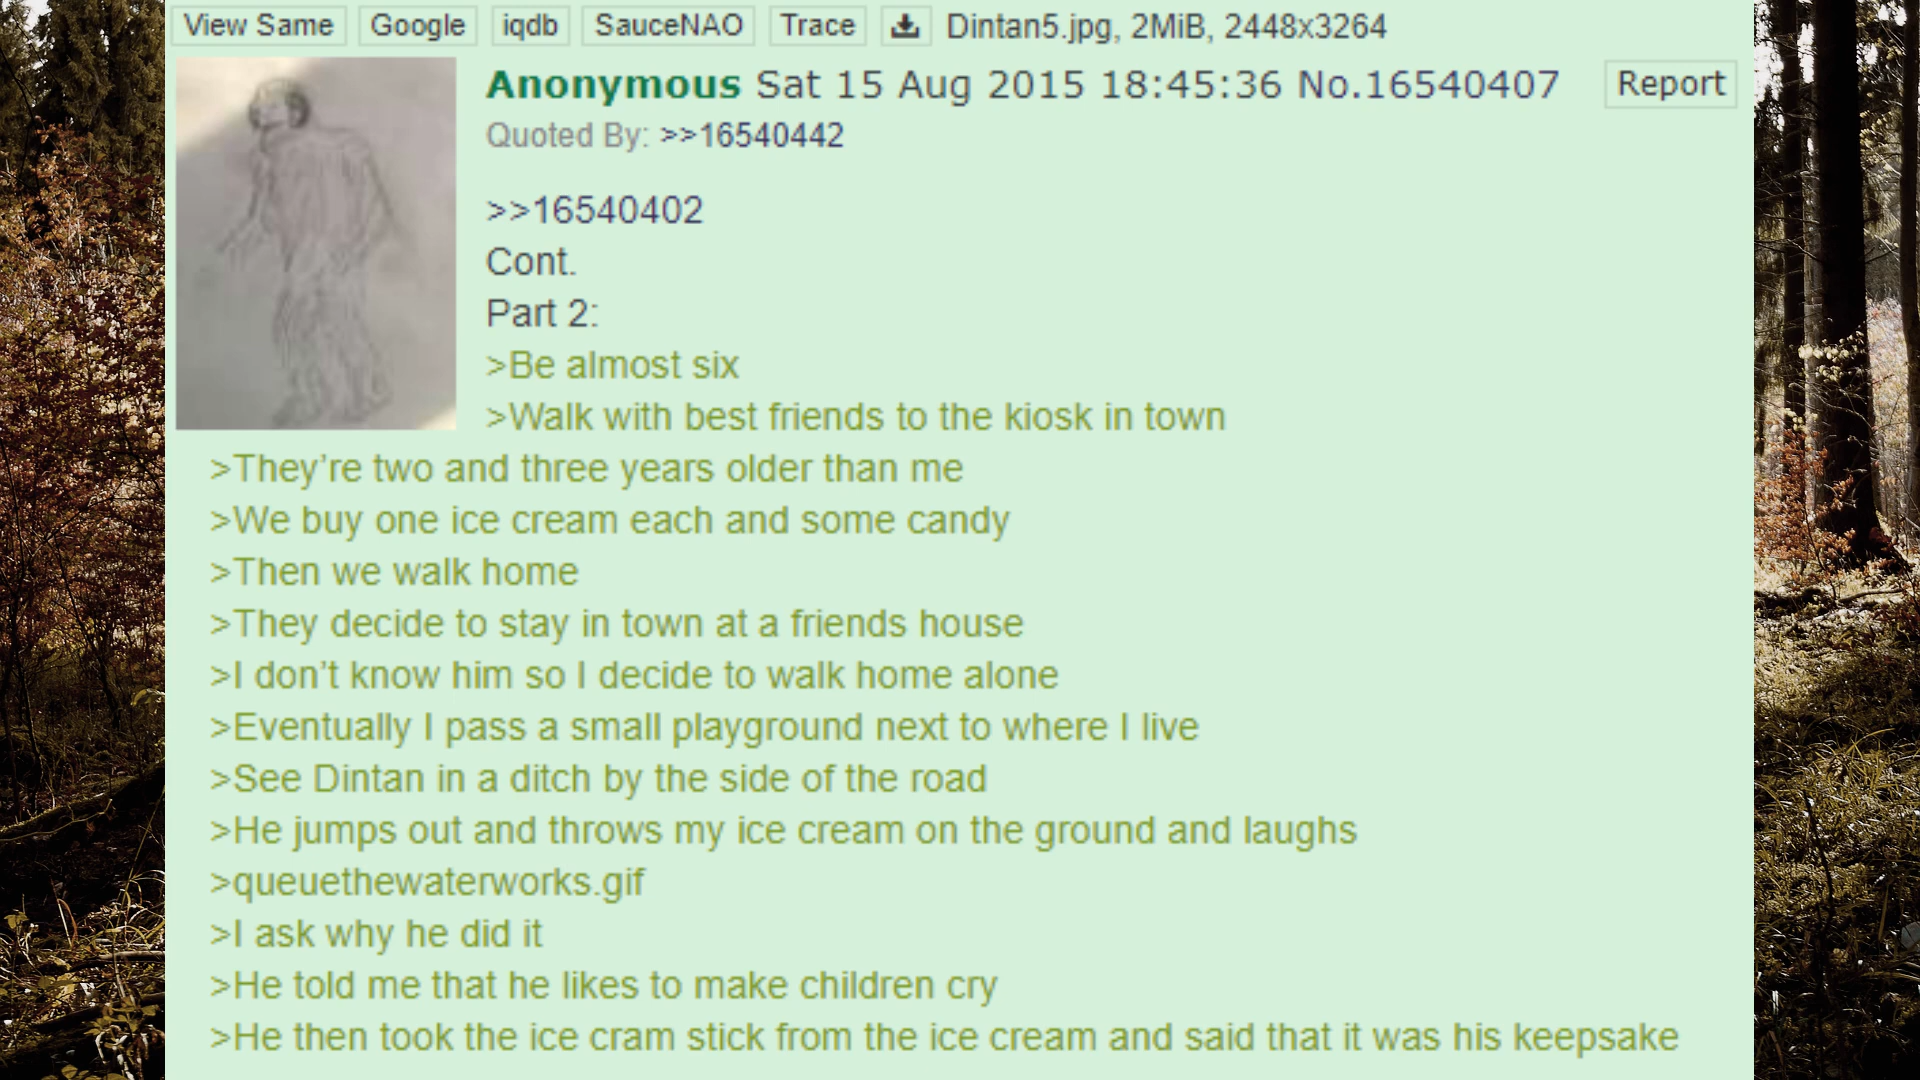 View Same Google iqdb SauceNAO Trace Dintan5.jpg, 2MiB, 2448x3264
Anonymous Sat 15 Aug 2015 18:45:36 No.16540407 Report
Quoted By: >>16540442
>>16540402
Cont.
Part 2:
>Be almost six
>Walk with best friends to the kiosk in town
>They’re two and three years older than me
>We buy one ice cream each and some candy
>Then we walk home
>They decide to stay in town at a friends house
>I don’t know him so I decide to walk home alone
>Eventually I pass a small playground next to where I live
>See Dintan in a ditch by the side of the road
>He jumps out and throws my ice cream on the ground and laughs
>queuethewaterworks.gif
>I ask why he did it
>He told me that he likes to make children cry
>He then took the ice cram stick from the ice cream and said that it was his keepsake